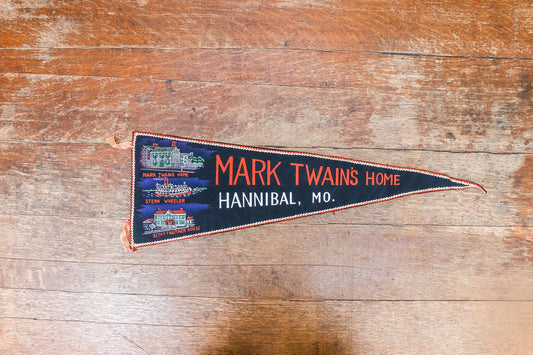 MARK TWAIN'S HOME
HANNIBAL, MO.
MARK TWAIN'S HOME
STERN WHEELER
BECKY THATCHER HOUSE